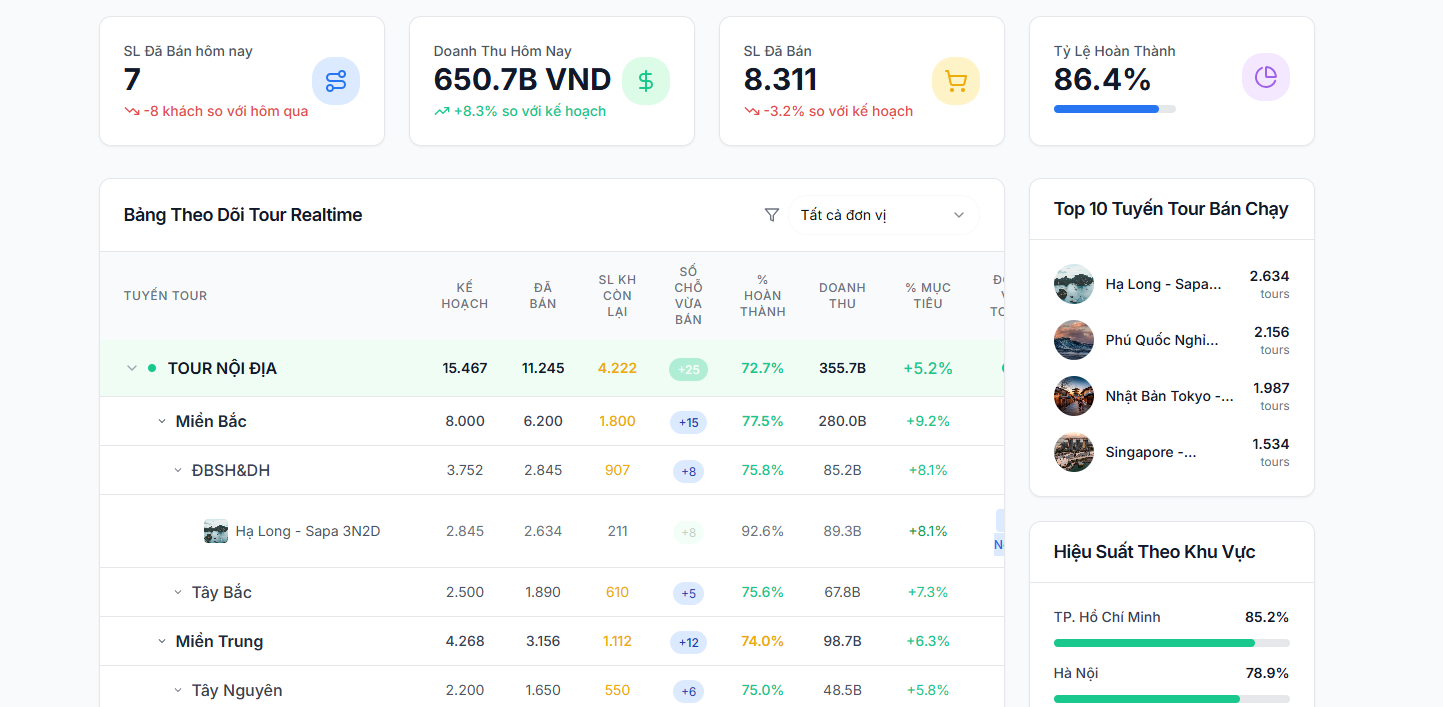 SL Đã Bán hôm nay
7
-8 khách so với hôm qua
Doanh Thu Hôm Nay
650.7B VND
+8.3% so với kế hoạch
SL Đã Bán
8.311
-3.2% so với kế hoạch
Tỷ Lệ Hoàn Thành
86.4%
Bảng Theo Dõi Tour Realtime
Tất cả đơn vị
TUYẾN TOUR
KẾ
HOẠCH
ĐÃ
BÁN
SL KH
CÒN
LẠI
SỐ
CHỖ
VỪA
BÁN
%
HOÀN
THÀNH
DOANH
THU
% MỤC
TIÊU
TOUR NỘI ĐỊA 15.467 11.245 4.222 +25 72.7% 355.7B +5.2%
Miền Bắc 8.000 6.200 1.800 +15 77.5% 280.0B +9.2%
ĐBSH&DH 3.752 2.845 907 +8 75.8% 85.2B +8.1%
Hạ Long - Sapa 3N2D 2.845 2.634 211 +8 92.6% 89.3B +8.1%
Tây Bắc 2.500 1.890 610 +5 75.6% 67.8B +7.3%
Miền Trung 4.268 3.156 1.112 +12 74.0% 98.7B +6.3%
Tây Nguyên 2.200 1.650 550 +6 75.0% 48.5B +5.8%
Top 10 Tuyến Tour Bán Chạy
Hạ Long - Sapa... 2.634
tours
Phú Quốc Nghỉ... 2.156
tours
Nhật Bản Tokyo -... 1.987
tours
Singapore -... 1.534
tours
Hiệu Suất Theo Khu Vực
TP. Hồ Chí Minh 85.2%
Hà Nội 78.9%